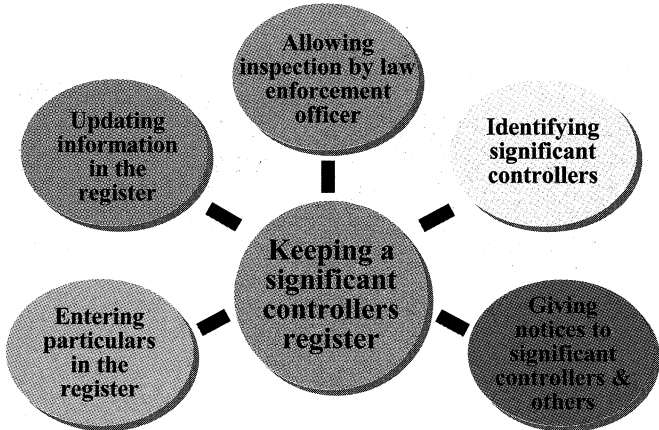 Allowing
inspection by law
enforcement
officer
Updating
information
in the
register
Identifying
significant
controllers
Keeping a
significant
controllers
register
Entering
particulars
in the
register
Giving
notices to
significant
controllers &
others